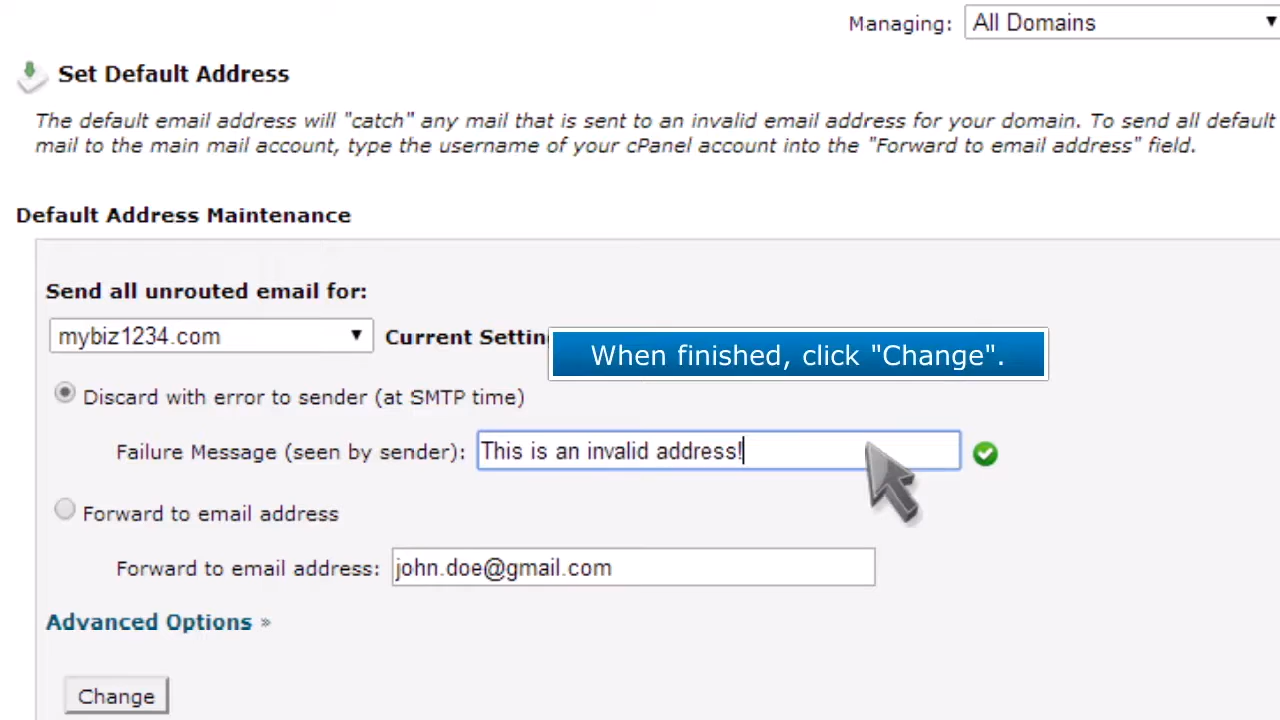 Managing: All Domains
Set Default Address
The default email address will "catch" any mail that is sent to an invalid email address for your domain. To send all default
mail to the main mail account, type the username of your cPanel account into the "Forward to email address" field.
Default Address Maintenance
Send all unrouted email for:
mybiz1234.com Current Settin
When finished, click "Change".
Discard with error to sender (at SMTP time)
Failure Message (seen by sender): This is an invalid address!
Forward to email address
Forward to email address: john.doe@gmail.com
Advanced Options »
Change